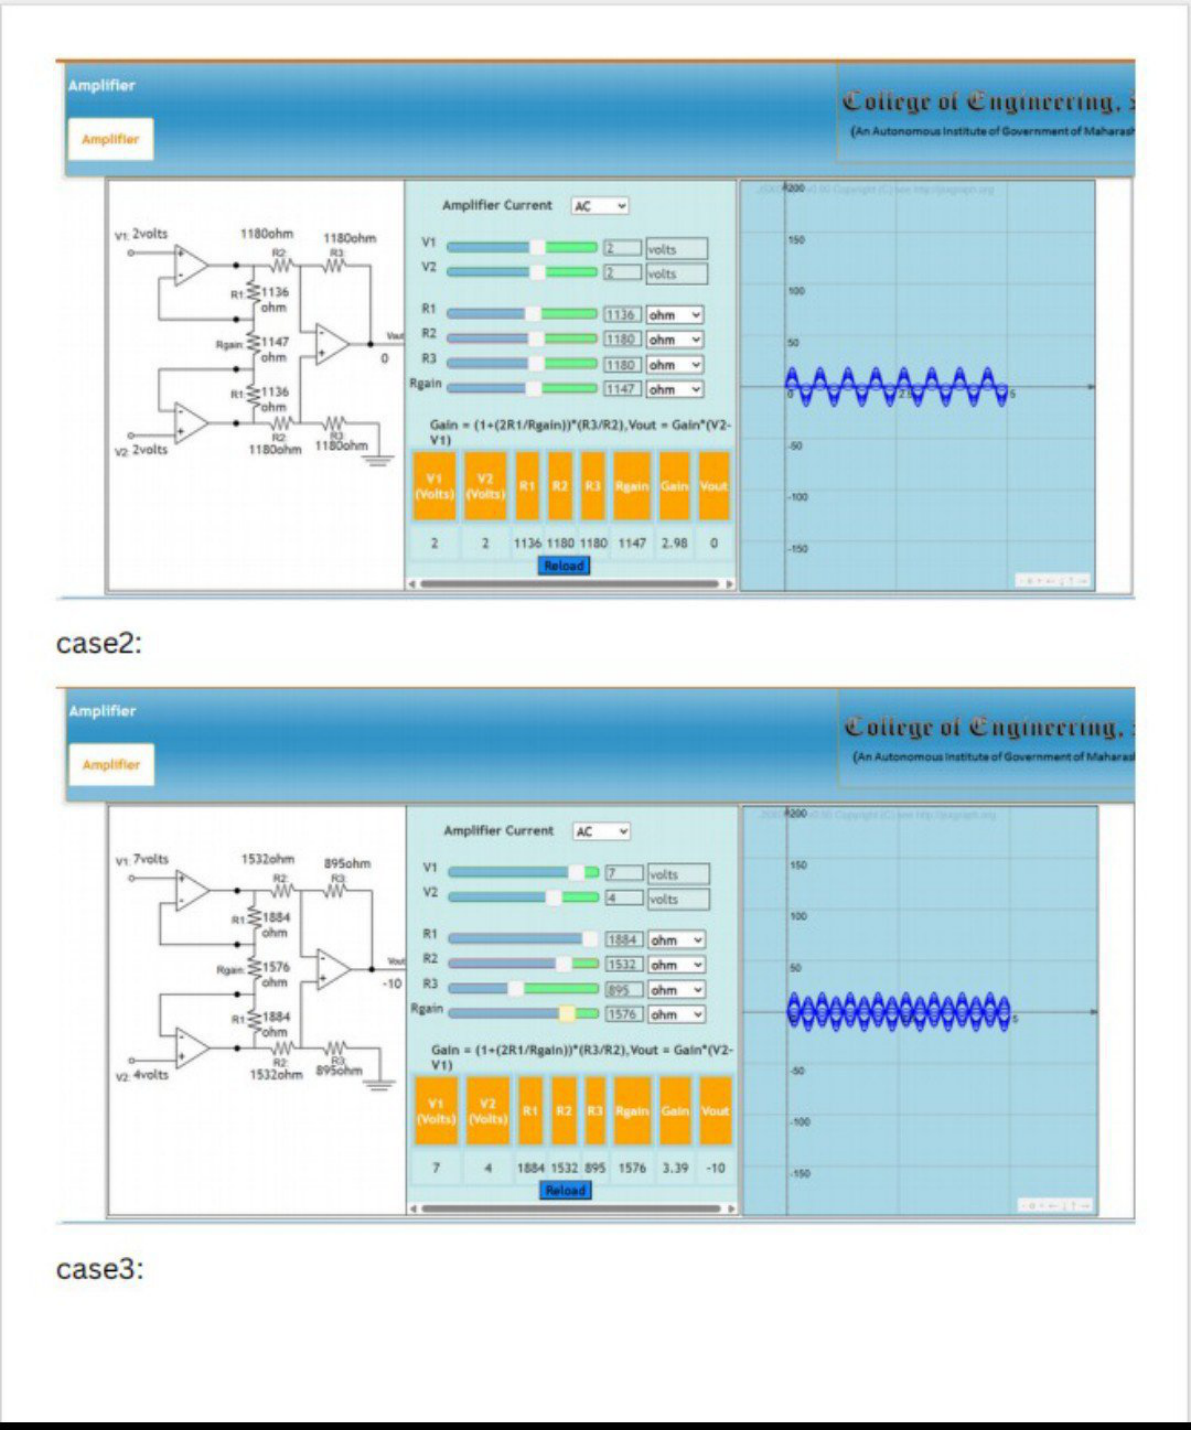 Amplifier
College of Engineering,
(An Autonomous Institute of Government of Maharash
Amplifier
200
Amplifier Current AC
V1: 2volts 1180ohm 1180ohm
R2 R3
V1 2 volts
V2 2 volts
150
R1 1136 ohm
100
R1 1136 ohm
R2 1180 ohm
50
Rgain 1147 ohm
Vout
0
R3 1180 ohm
Rgain 1147 ohm
0 2.5 5
R1 1136 ohm
Gain = (1+(2R1/Rgain))*(R3/R2), Vout = Gain*(V2-
V1)
V2: 2volts R2 R3
1180ohm 1180ohm
-50
V1 (Volts) V2 (Volts) R1 R2 R3 Rgain Gain Vout
-100
2 2 1136 1180 1180 1147 2.98 0
-150
Reload
case2:
Amplifier
College of Engineering,
(An Autonomous Institute of Government of Maharas
Amplifier
200
Amplifier Current AC
V1: 7volts 1532ohm 895ohm
R2 R3
V1 7 volts
V2 4 volts
150
R1 1884 ohm
100
R1 1884 ohm
R2 1532 ohm
50
Rgain 1576 ohm
Vout
-10
R3 895 ohm
Rgain 1576 ohm
5
R1 1884 ohm
Gain = (1+(2R1/Rgain))*(R3/R2), Vout = Gain*(V2-
V1)
V2: 4volts R2 R3
1532ohm 895ohm
-50
V1 (Volts) V2 (Volts) R1 R2 R3 Rgain Gain Vout
-100
7 4 1884 1532 895 1576 3.39 -10
-150
Reload
case3: